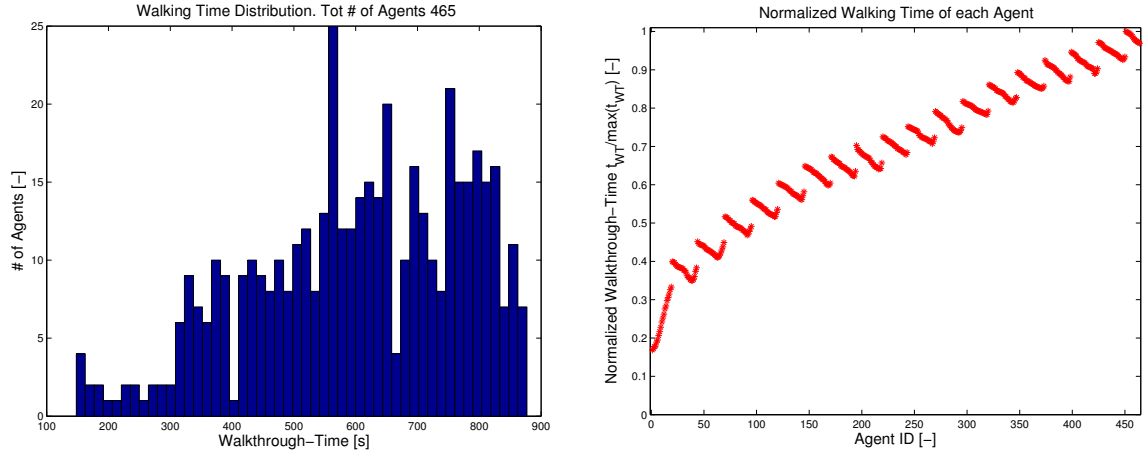 Walking Time Distribution. Tot # of Agents 465
25
20
15
10
5
0
# of Agents [-]
100 200 300 400 500 600 700 800 900
Walkthrough-Time [s]
Normalized Walking Time of each Agent
1
0.9
0.8
0.7
0.6
0.5
0.4
0.3
0.2
0.1
0
Normalized Walkthrough-Time t_WT/max(t_WT) [-]
0 50 100 150 200 250 300 350 400 450
Agent ID [-]